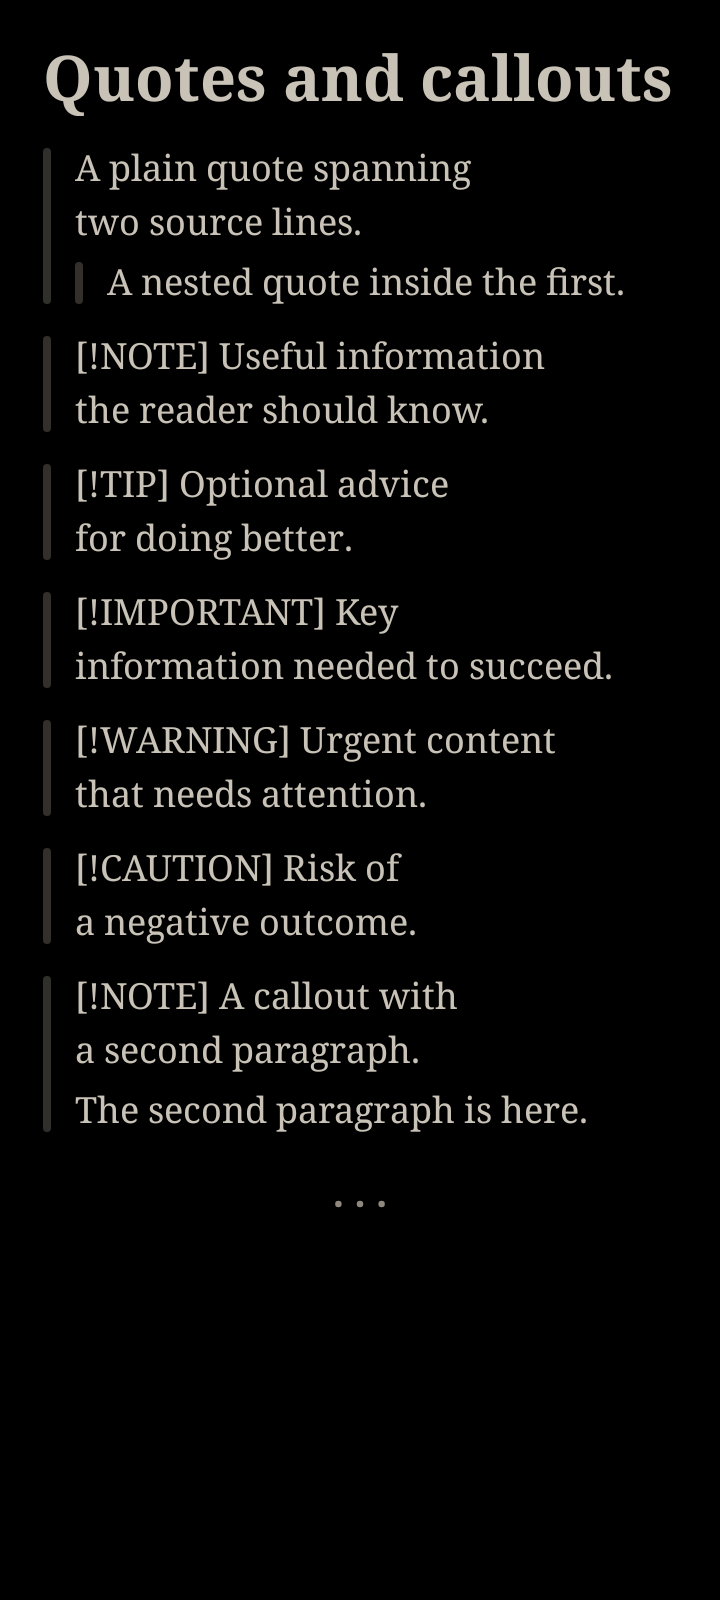 Quotes and callouts
A plain quote spanning
two source lines.
A nested quote inside the first.
[!NOTE] Useful information
the reader should know.
[!TIP] Optional advice
for doing better.
[!IMPORTANT] Key
information needed to succeed.
[!WARNING] Urgent content
that needs attention.
[!CAUTION] Risk of
a negative outcome.
[!NOTE] A callout with
a second paragraph.
The second paragraph is here.
. . .